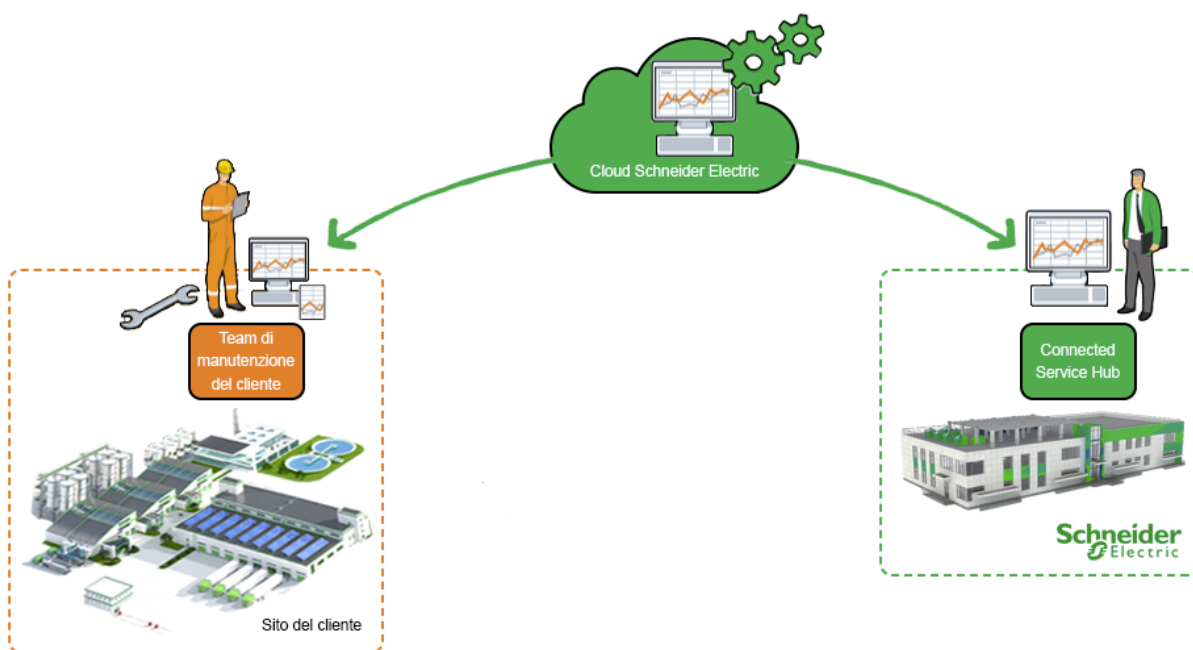 Cloud Schneider Electric
Team di
manutenzione
del cliente
Sito del cliente
Connected
Service Hub
Schneider
Electric